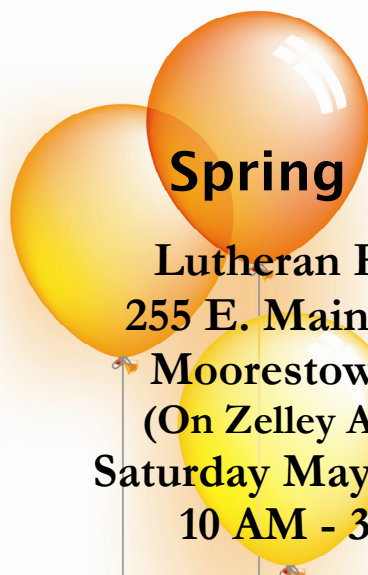 Spring
Lutheran
255 E. Main
Moorestow
(On Zelley A
Saturday May
10 AM - 3